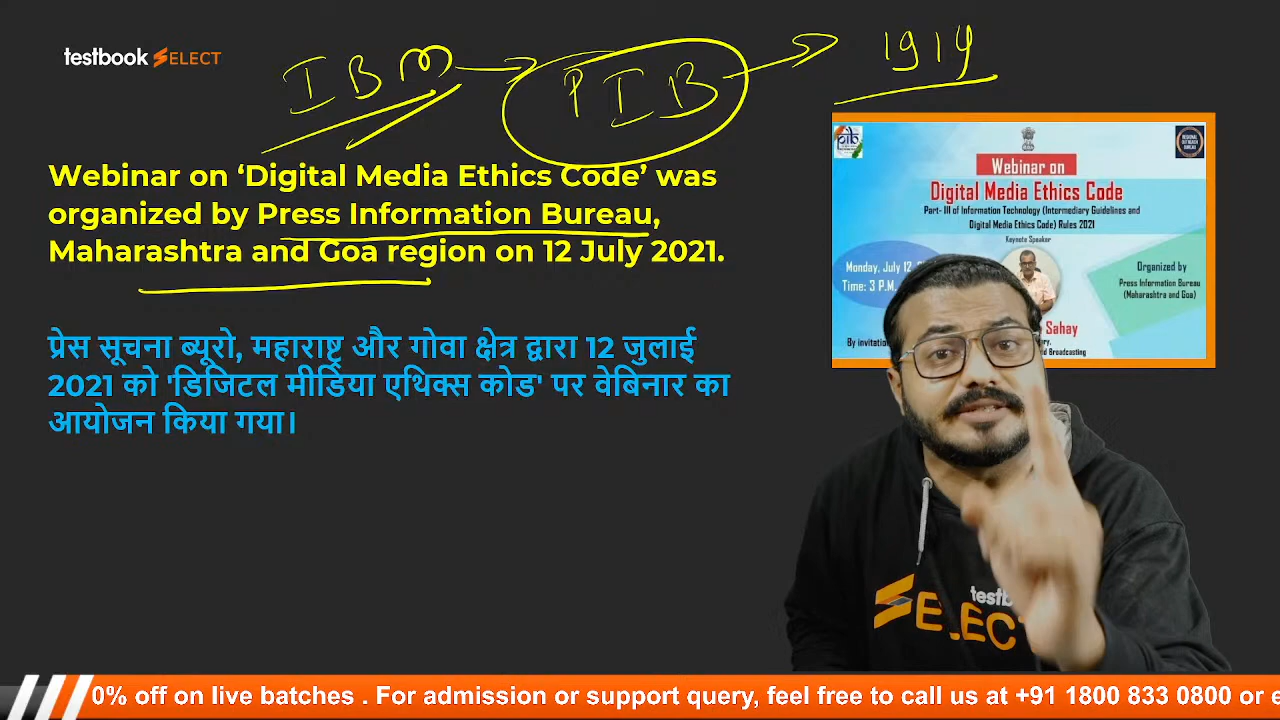 testbook SELECT
IBM
PIB
1919
Webinar on ‘Digital Media Ethics Code’ was
organized by Press Information Bureau,
Maharashtra and Goa region on 12 July 2021.
प्रेस सूचना ब्यूरो, महाराष्ट्र और गोवा क्षेत्र द्वारा 12 जुलाई
2021 को 'डिजिटल मीडिया एथिक्स कोड' पर वेबिनार का
आयोजन किया गया।
pib
Webinar on
Digital Media Ethics Code
Part- III of Information Technology (Intermediary Guidelines and
Digital Media Ethics Code) Rules 2021
Keynote Speaker
Monday, July 12,
Time: 3 P.M.
Organized by
Press Information Bureau
(Maharashtra and Goa)
Sahay
By invitation
Broadcasting
testb
SELECT
0% off on live batches . For admission or support query, feel free to call us at +91 1800 833 0800 or e